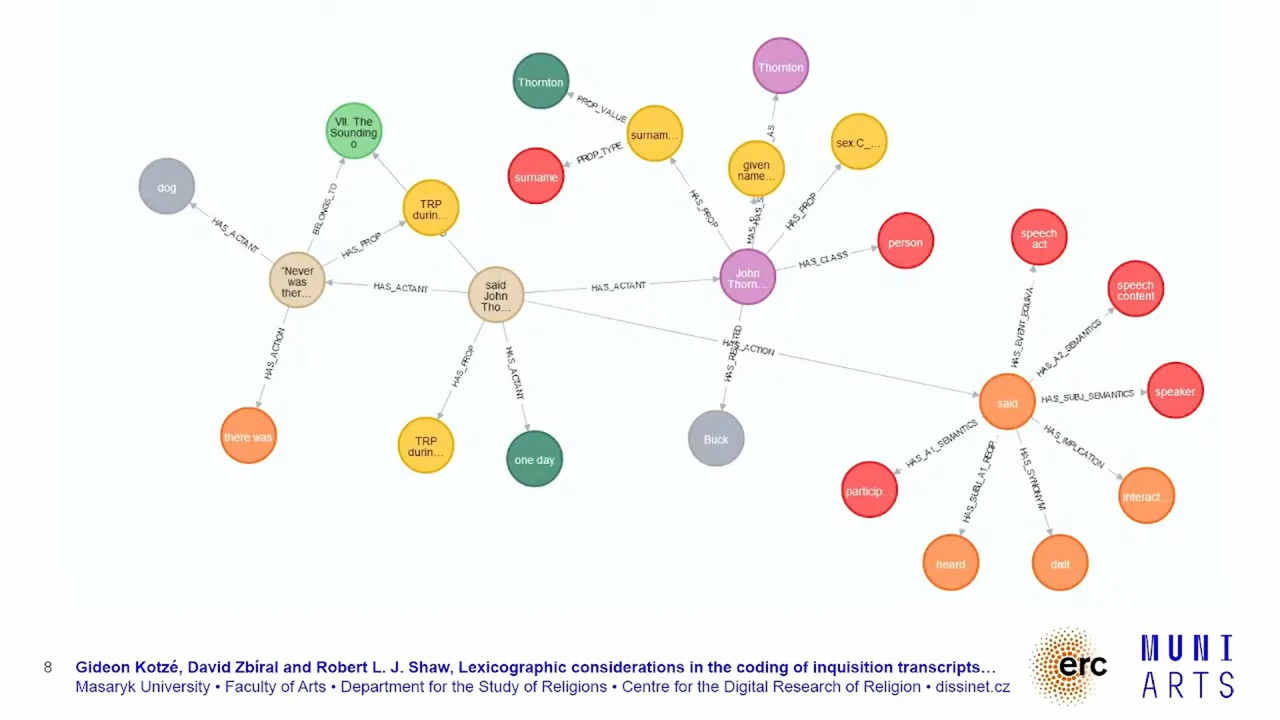 Thornton
Thornton
VII. The
Sounding
o
surnam…
PROP_VALUE
PROP_TYPE
surname
_AS
given
name…
sex.C_…
dog
TRP
durin…
HAS_ACTANT
BELONGS_TO
HAS_PROP
HAS_PROP
HAS_PROP
person
HAS_CLASS
speech
act
speech
content
"Never
was
ther…
HAS_ACTANT
said
John
Tho…
HAS_ACTANT
John
Thorn…
HAS_ACTION
HAS_ACTION
HAS_PROP
HAS_ACTANT
HAS_EVENT_EQUIVA…
HAS_A2_SEMANTICS
said
HAS_SUBJ_SEMANTICS
speaker
there was
TRP
durin…
one day
Buck
HAS_A1_SEMANTICS
HAS_SUBJ_A1_RECIP…
HAS_SYNONYM
HAS_IMPLICATION
particip…
interact…
heard
dixit
8
Gideon Kotzé, David Zbíral and Robert L. J. Shaw, Lexicographic considerations in the coding of inquisition transcripts…
Masaryk University • Faculty of Arts • Department for the Study of Religions • Centre for the Digital Research of Religion • dissinet.cz
erc
MUNI
ARTS